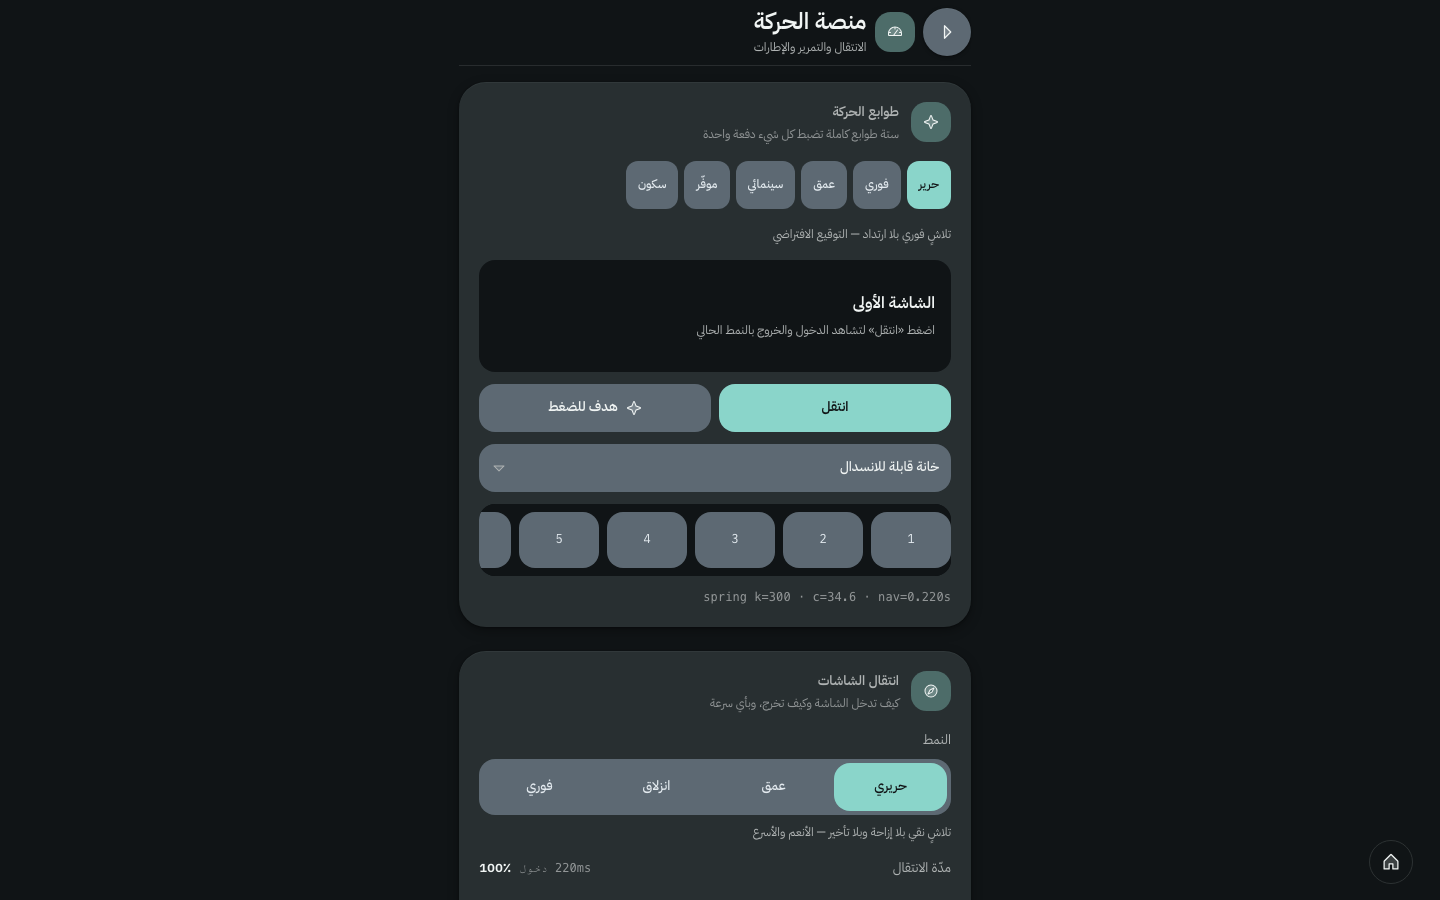 منصة الحركة
الانتقال والتمرير والإطارات
طوابع الحركة
ستة طوابع كاملة تضبط كل شيء دفعة واحدة
حرير فوري عمق سينمائي موفّر سكون
تلاشٍ فوري بلا ارتداد — التوقيع الافتراضي
الشاشة الأولى
اضغط «انتقل» لتشاهد الدخول والخروج بالنمط الحالي
انتقل هدف للضغط
خانة قابلة للانسدال
1 2 3 4 5
spring k=300 · c=34.6 · nav=0.220s
انتقال الشاشات
كيف تدخل الشاشة وكيف تخرج، وبأي سرعة
النمط
حريري عمق انزلاق فوري
تلاشٍ نقي بلا إزاحة وبلا تأخير — الأنعم والأسرع
مدّة الانتقال 220ms دخول 100٪